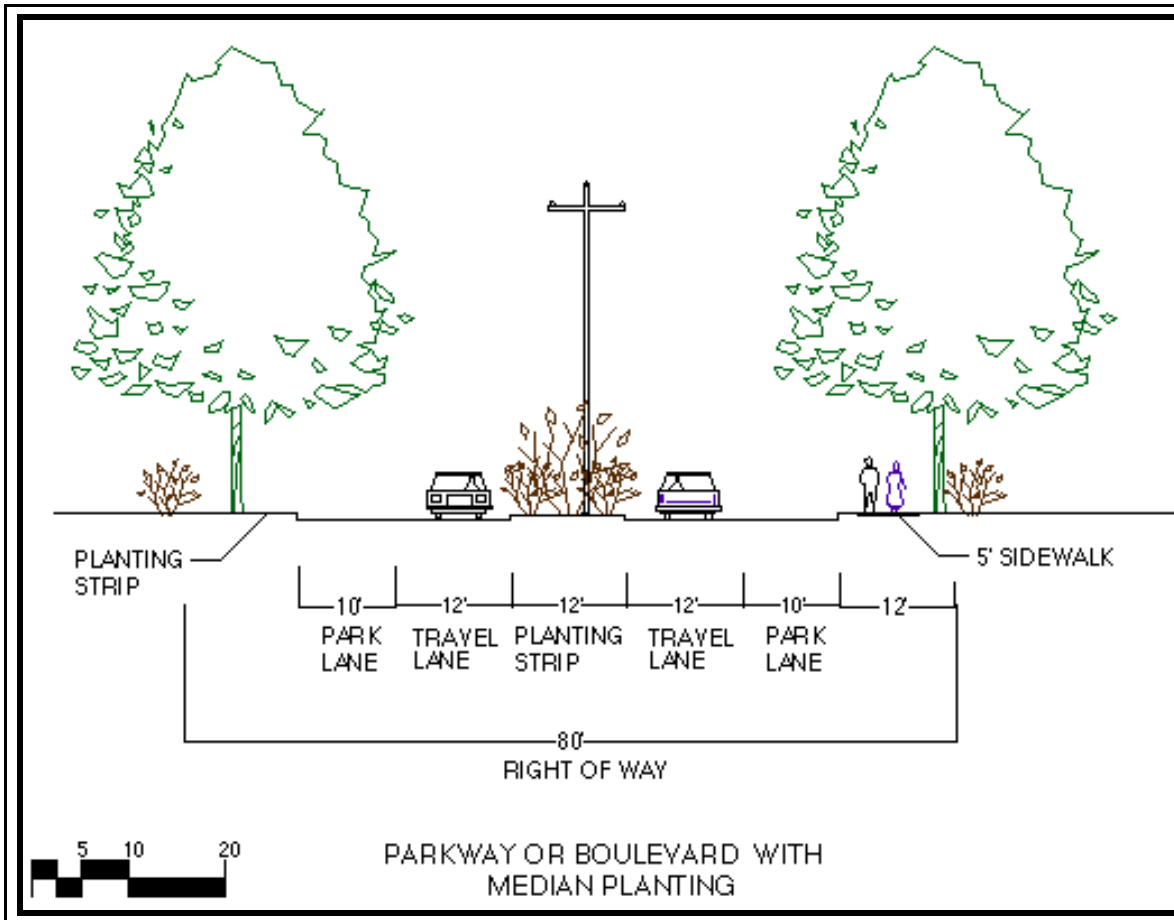 PLANTING
STRIP
5' SIDEWALK
10'
12'
12'
12'
10'
12'
PARK
LANE
TRAVEL
LANE
PLANTING
STRIP
TRAVEL
LANE
PARK
LANE
80'
RIGHT OF WAY
5 10 20
PARKWAY OR BOULEVARD WITH
MEDIAN PLANTING